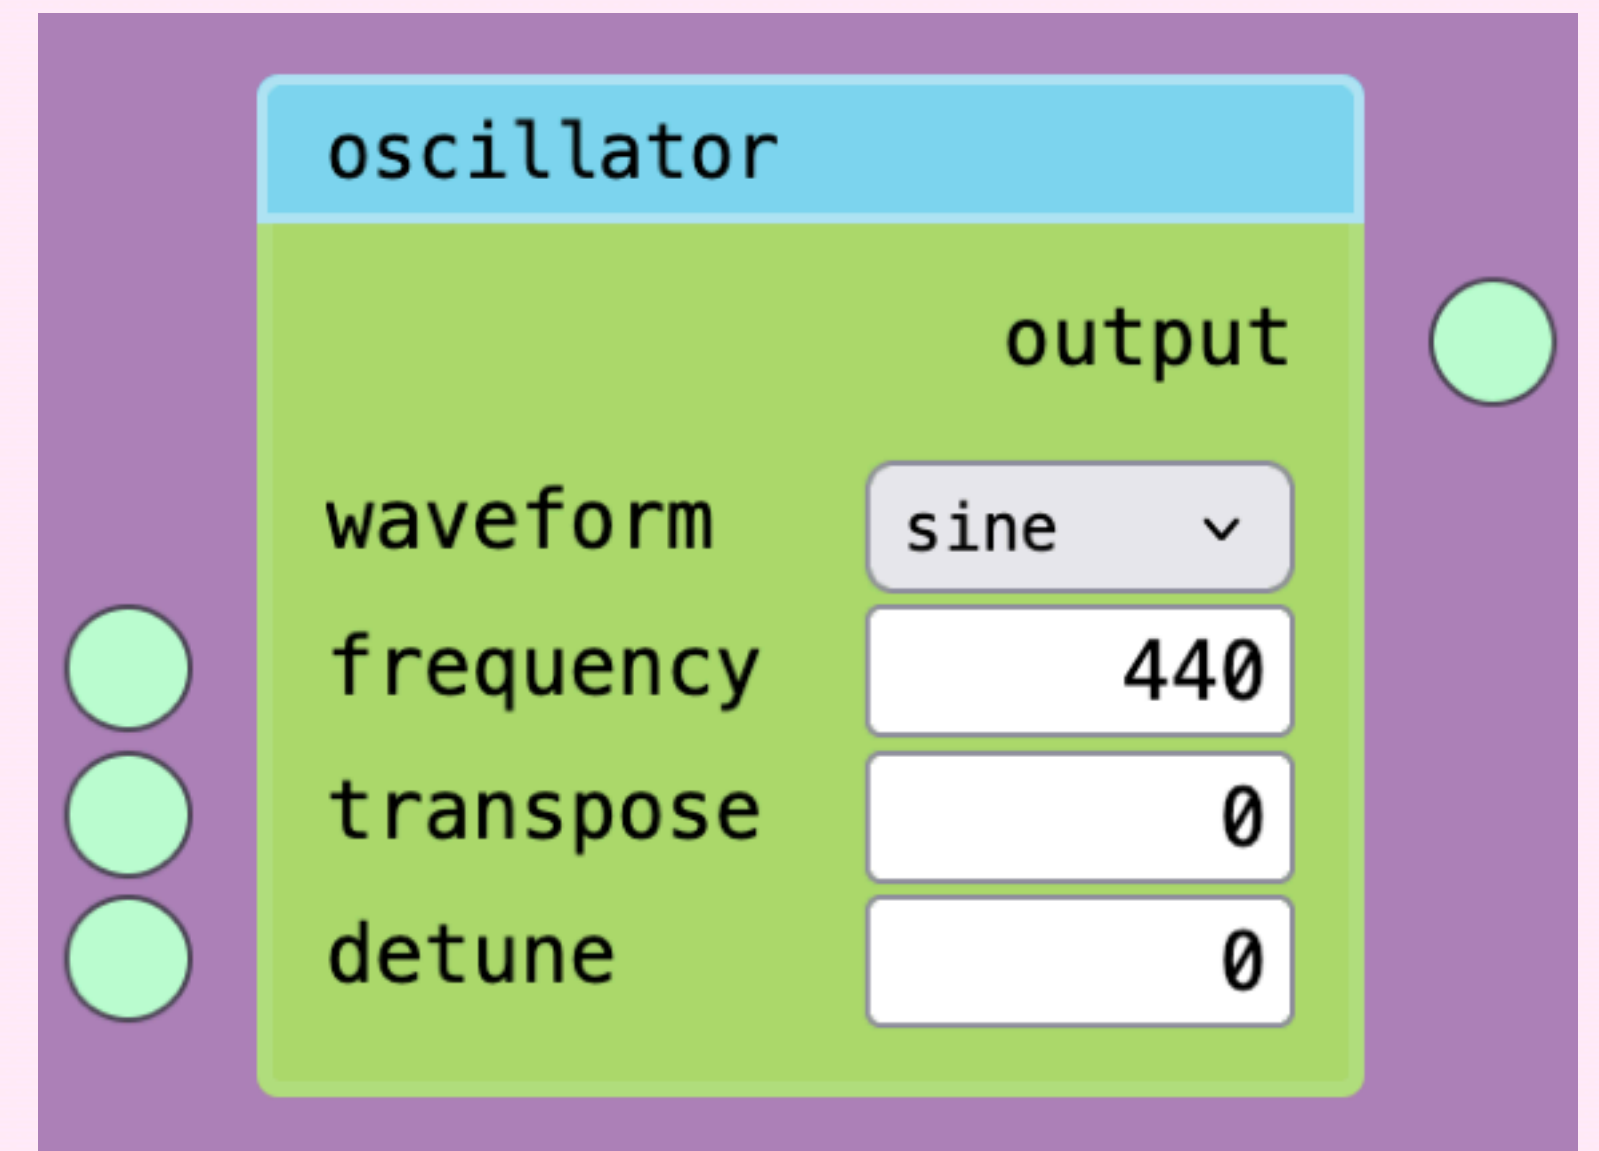 oscillator
output
waveform sine
frequency 440
transpose 0
detune 0